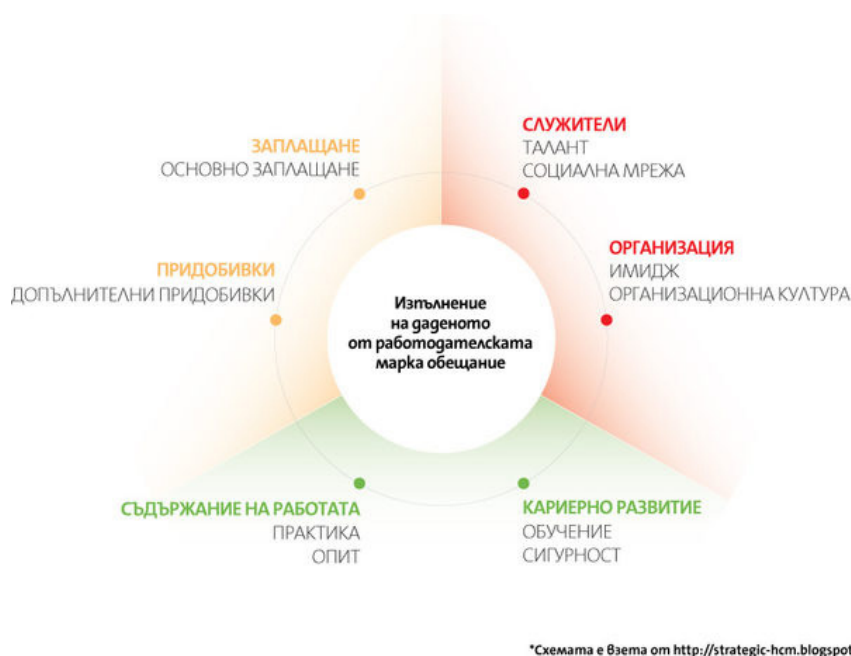 ЗАПЛАЩАНЕ
ОСНОВНО ЗАПЛАЩАНЕ
СЛУЖИТЕЛИ
ТАЛАНТ
СОЦИАЛНА МРЕЖА
ПРИДОБИВКИ
ДОПЪЛНИТЕЛНИ ПРИДОБИВКИ
ОРГАНИЗАЦИЯ
ИМИДЖ
ОРГАНИЗАЦИОННА КУЛТУРА
Изпълнение
на даденото
от работодателската
марка обещание
СЪДЪРЖАНИЕ НА РАБОТАТА
ПРАКТИКА
ОПИТ
КАРИЕРНО РАЗВИТИЕ
ОБУЧЕНИЕ
СИГУРНОСТ
*Схемата е взета от http://strategic-hcm.blogspot